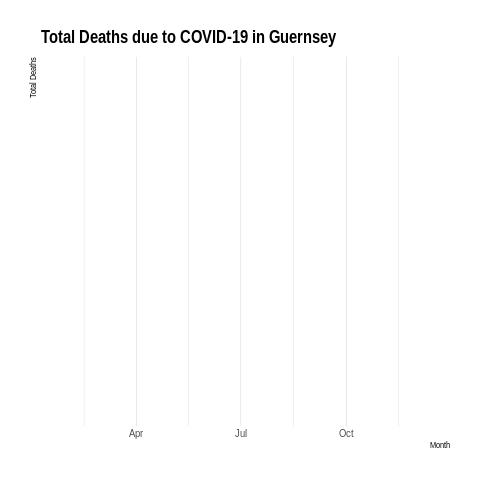 Total Deaths due to COVID-19 in Guernsey
Total Deaths
Apr Jul Oct
Month